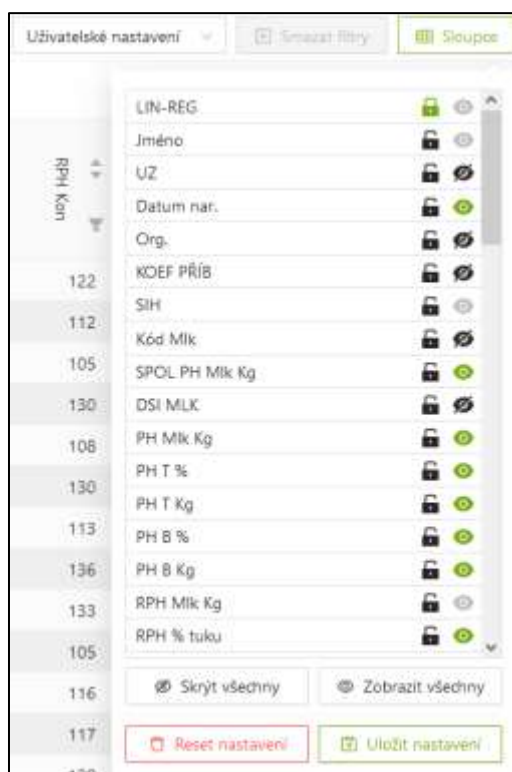 Uživatelské nastavení Smazat filtry Sloupce
RPH Kon
122
112
105
130
108
130
113
136
133
105
116
117
LIN-REG
Jméno
UZ
Datum nar.
Org.
KOEF PŘÍB
SIH
Kód Mlk
SPOL PH Mlk Kg
DSI MLK
PH Mlk Kg
PH T %
PH T Kg
PH B %
PH B Kg
RPH Mlk Kg
RPH % tuku
Skrýt všechny Zobrazit všechny
Reset nastavení Uložit nastavení